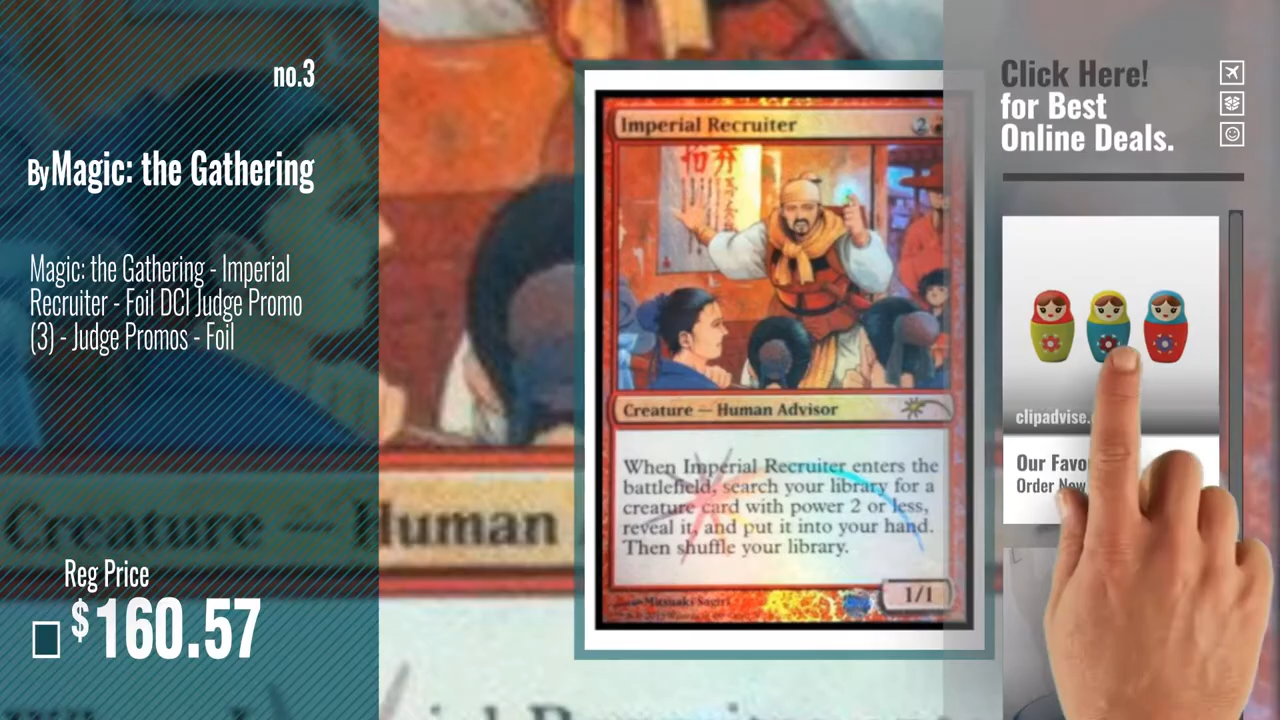 no.3
By Magic: the Gathering
Magic: the Gathering - Imperial
Recruiter - Foil DCI Judge Promo
(3) - Judge Promos - Foil
Reg Price
$160.57
Imperial Recruiter
2
Creature — Human Advisor
When Imperial Recruiter enters the
battlefield, search your library for a
creature card with power 2 or less,
reveal it, and put it into your hand.
Then shuffle your library.
1/1
Creature — Human
Click Here!
for Best
Online Deals.
clipadvise.
Our Favo
Order Now